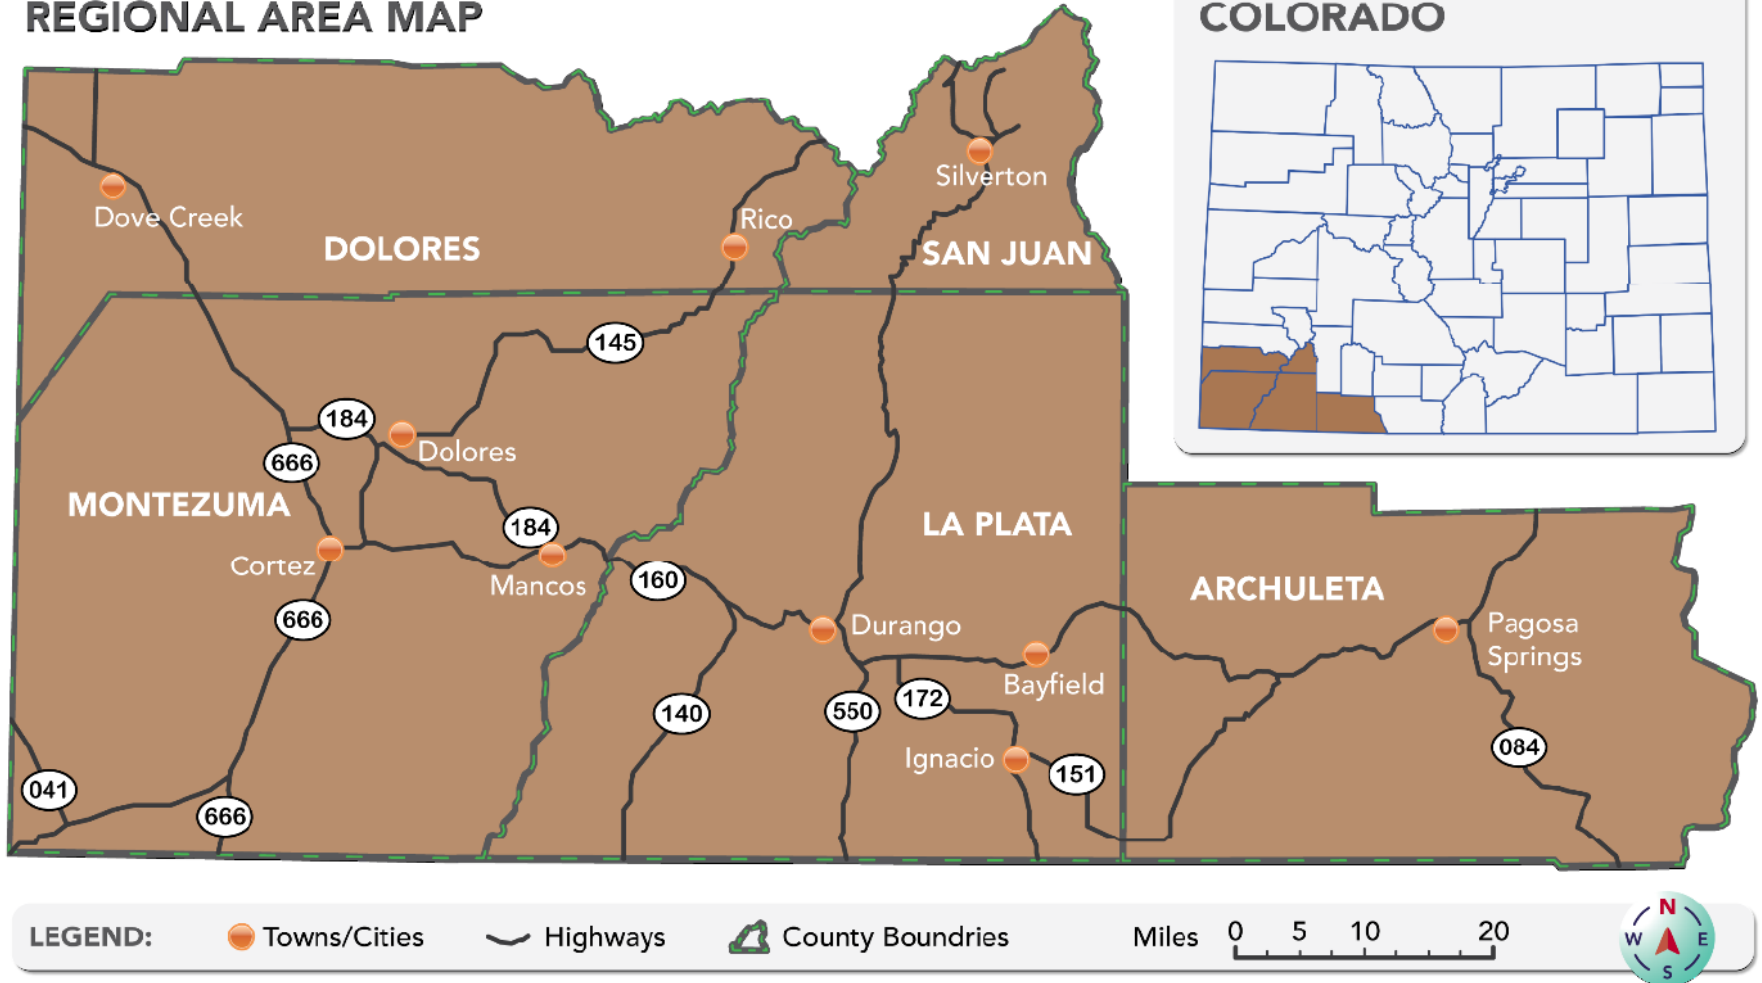 REGIONAL AREA MAP
COLORADO
Silverton
Dove Creek
Rico
DOLORES
SAN JUAN
145
184
Dolores
666
MONTEZUMA
184
LA PLATA
Cortez
Mancos
160
ARCHULETA
666
Durango
Pagosa
Springs
Bayfield
140
550
172
084
Ignacio
151
041
666
LEGEND:
Towns/Cities
Highways
County Boundries
Miles
0 5 10 20
N
W E
S